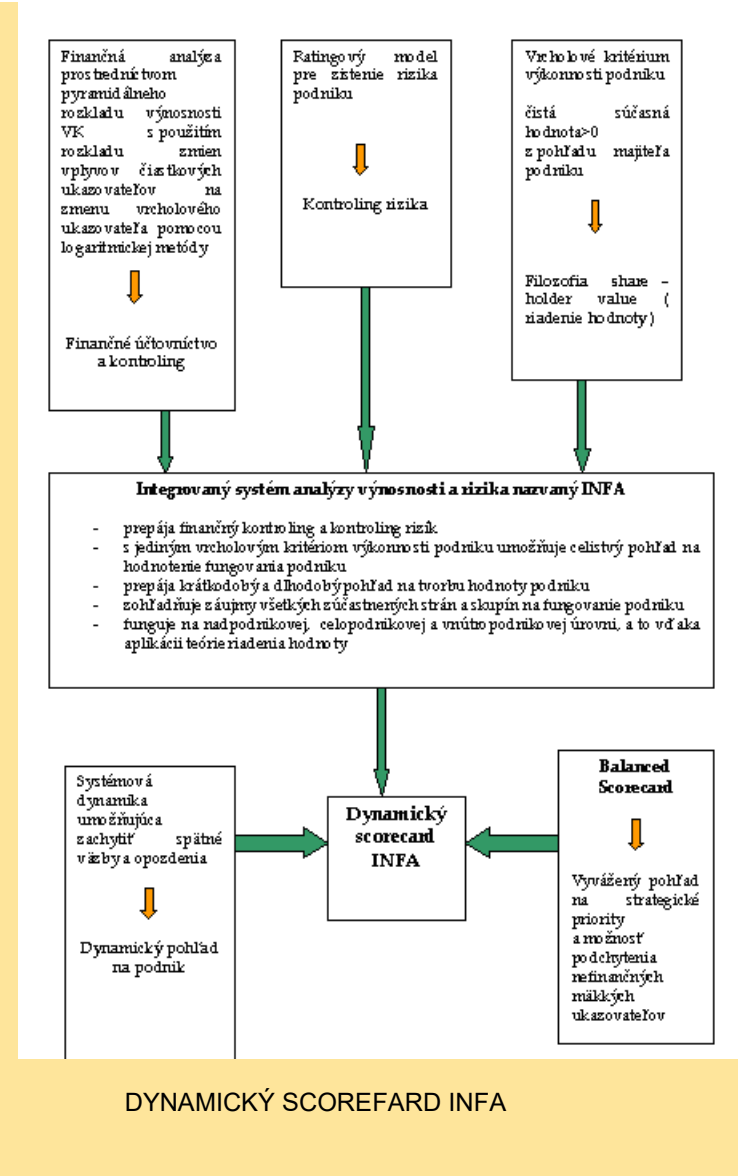 Finančná analýza
prostredníctvom
pyramidálneho
rozkladu výnosnosti
VK s použitím
rozkladu zmien
vplyvov čiastkových
ukazovateľov na
zmenu vrcholového
ukazovateľa pomocou
logaritmickej metódy
Finančné účtovníctvo
a kontroling
Ratingový model
pre zistenie rizika
podniku
Kontroling rizika
Vrcholové kritérium
výkonnosti podniku
čistá súčasná
hodnota>0
z pohľadu majiteľa
podniku
Filozofia share –
holder value (
riadenie hodnoty)
Integrovaný systém analýzy výnosnosti a rizika nazvaný INFA
- prepája finančný kontroling a kontroling rizík
- s jediným vrcholovým kritériom výkonnosti podniku umožňuje celistvý pohľad na
hodnotenie fungovania podniku
- prepája krátkodobý a dlhodobý pohľad na tvorbu hodnoty podniku
- zohľadňuje záujmy všetkých zúčastnených strán a skupín na fungovanie podniku
- funguje na nadpodnikovej, celopodnikovej a vnútropodnikovej úrovni, a to vďaka
aplikácii teórie riadenia hodnoty
Systémová
dynamika
umožňujúca
zachytiť spätné
väzby a opozdenia
Dynamický pohľad
na podnik
Dynamický
scorecard
INFA
Balanced
Scorecard
Vyvážený pohľad
na strategické
priority
a možnosť
podchytenia
nefinančných
mäkkých
ukazovateľov
DYNAMICKÝ SCOREFARD INFA